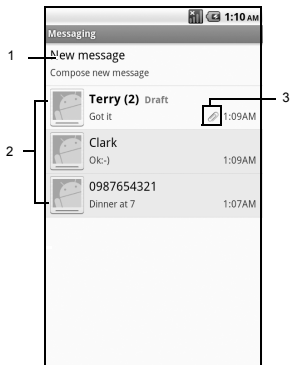 1:10 AM
Messaging
1
New message
Compose new message
3
Terry (2) Draft
Got it 1:09AM
2
Clark
Ok:-) 1:09AM
0987654321
Dinner at 7 1:07AM